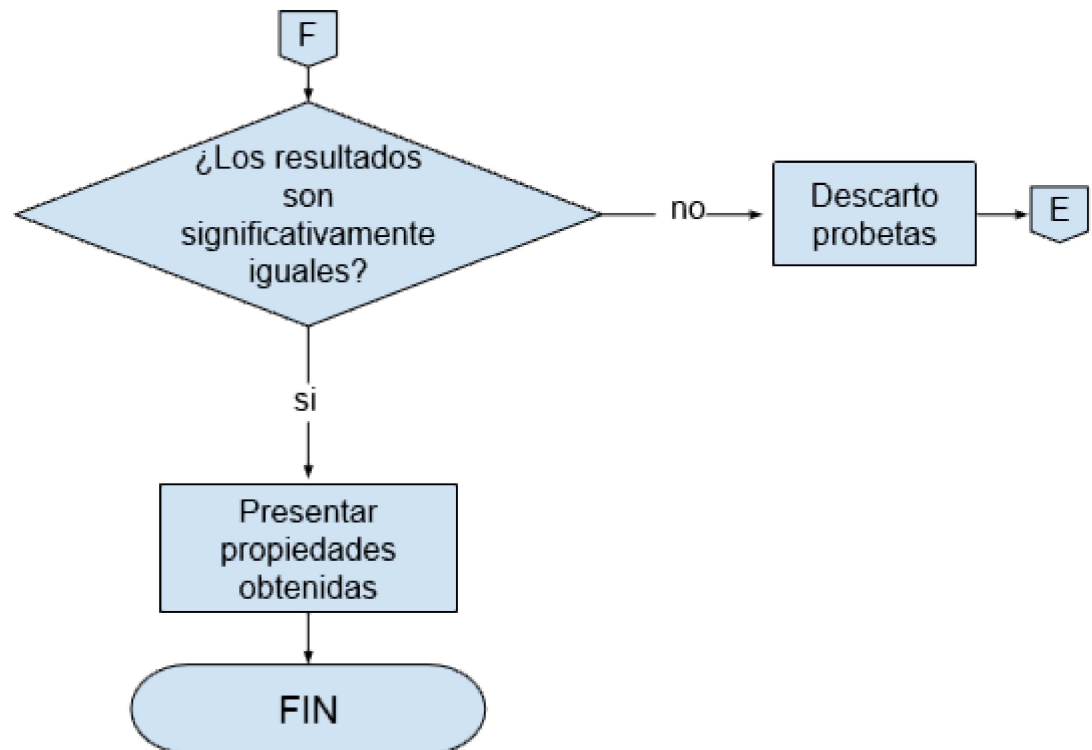 F
¿Los resultados
son
significativamente
iguales?
no
Descarto
probetas
E
si
Presentar
propiedades
obtenidas
FIN